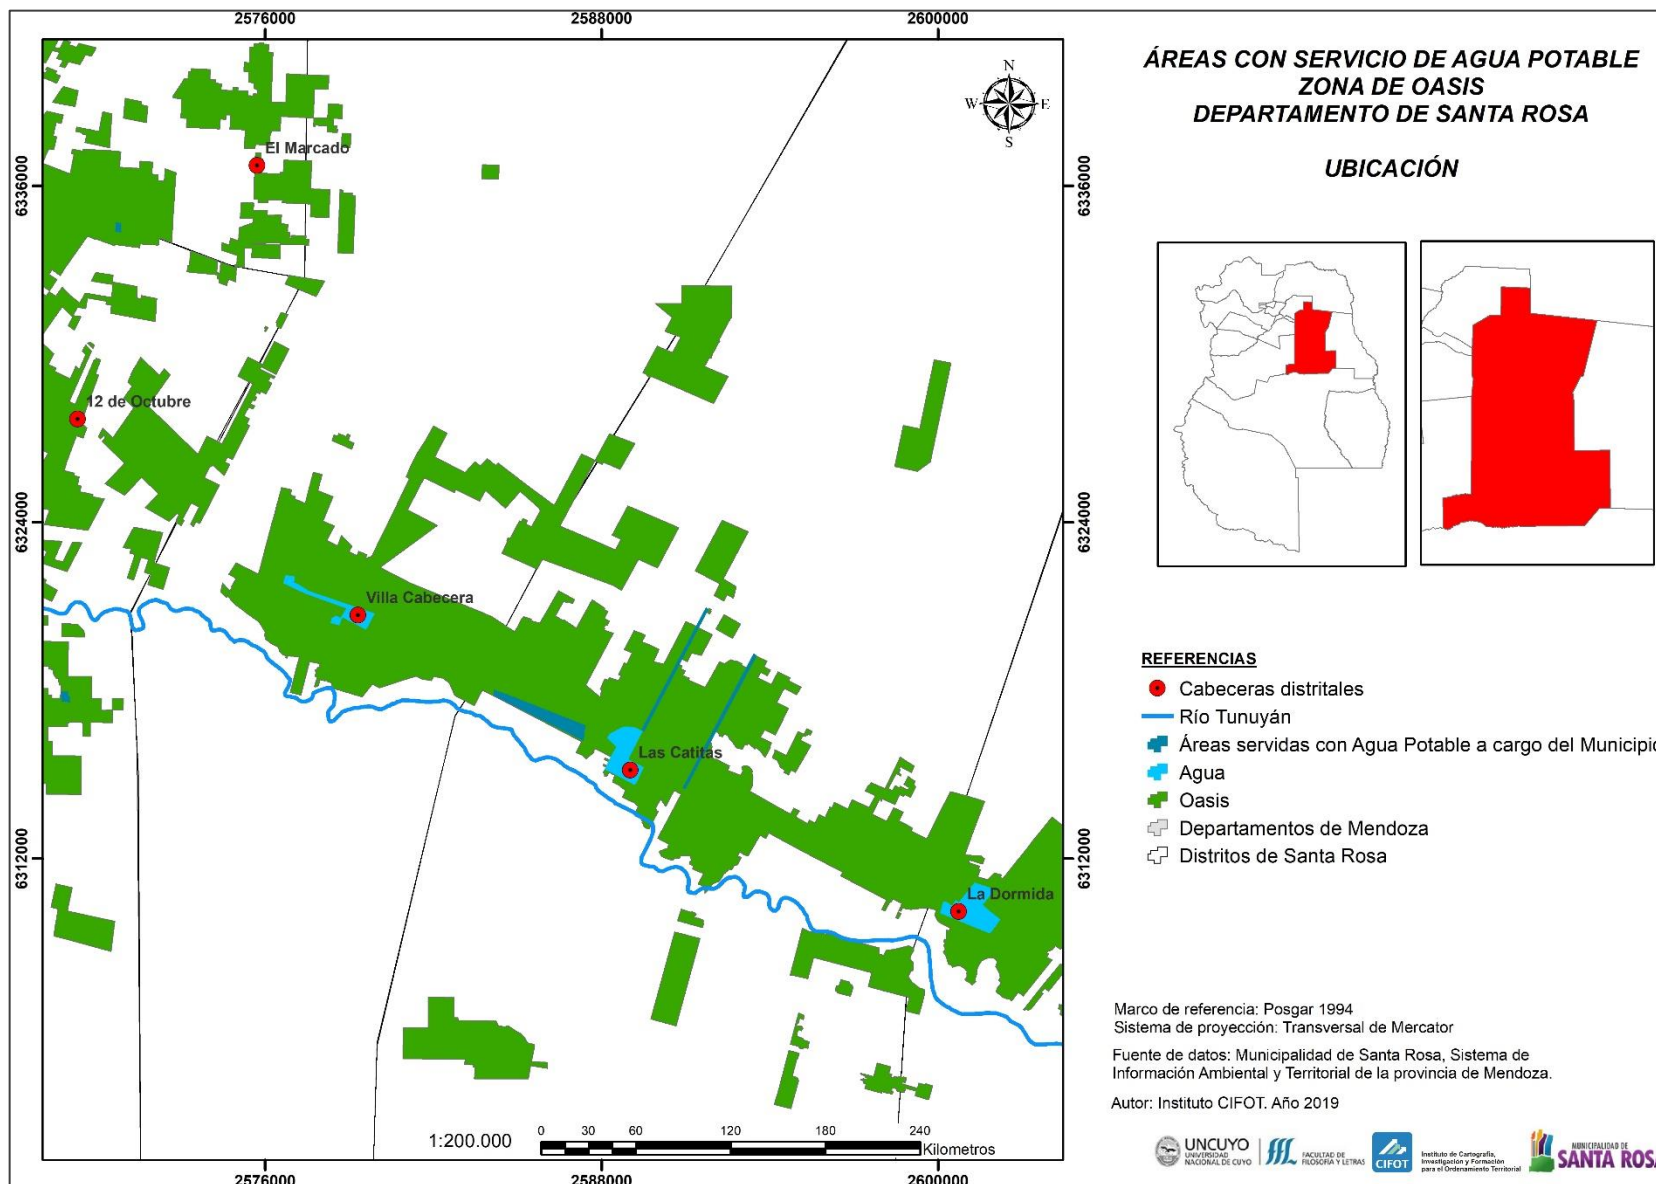 2576000
2588000
2600000
ÁREAS CON SERVICIO DE AGUA POTABLE
ZONA DE OASIS
DEPARTAMENTO DE SANTA ROSA
UBICACIÓN
N
W
E
S
El Marcado
6336000
6336000
12 de Octubre
6324000
6324000
Villa Cabecera
Las Catitas
6312000
6312000
La Dormida
REFERENCIAS
Cabeceras distritales
Río Tunuyán
Áreas servidas con Agua Potable a cargo del Municipio
Agua
Oasis
Departamentos de Mendoza
Distritos de Santa Rosa
Marco de referencia: Posgar 1994
Sistema de proyección: Transversal de Mercator
Fuente de datos: Municipalidad de Santa Rosa, Sistema de
Información Ambiental y Territorial de la provincia de Mendoza.
Autor: Instituto CIFOT. Año 2019
1:200.000
0 30 60 120 180 240
Kilometros
2576000
2588000
2600000
UNCUYO
UNIVERSIDAD
NACIONAL DE CUYO
FACULTAD DE
FILOSOFÍA Y LETRAS
CIFOT
Instituto de Cartografía,
Investigación y Formación
para el Ordenamiento Territorial
MUNICIPALIDAD DE
SANTA ROSA